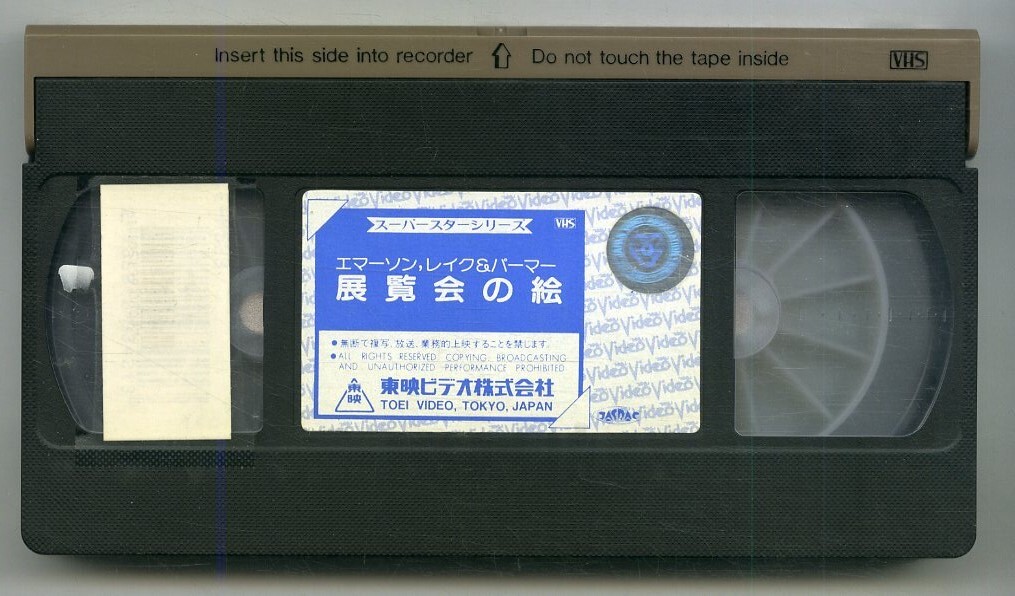 Insert this side into recorder ⇧ Do not touch the tape inside VHS
スーパースターシリーズ VHS
エマーソン,レイク&パーマー
展覧会の絵
●無断で複写、放送、業務的上映することを禁じます。
●ALL RIGHTS RESERVED. COPYING, BROADCASTING
AND UNAUTHORIZED PERFORMANCE PROHIBITED
東映 東映ビデオ株式会社
TOEI VIDEO, TOKYO, JAPAN
JASRAC